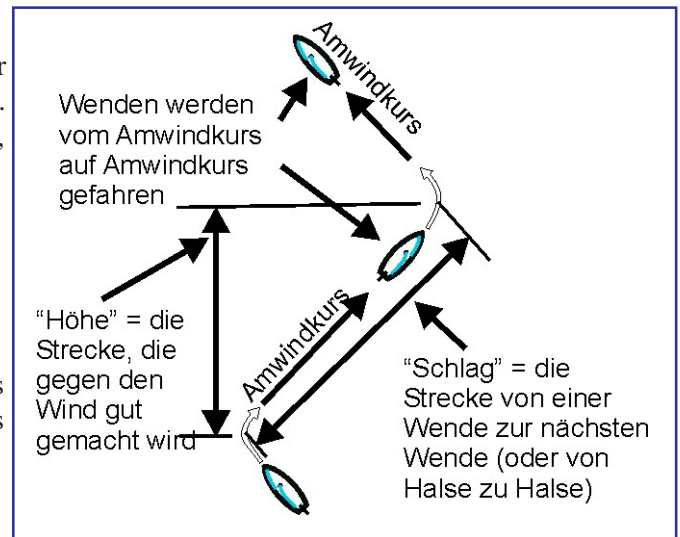 Amwindkurs
Wenden werden
vom Amwindkurs
auf Amwindkurs
gefahren
“Höhe” = die
Strecke, die
gegen den
Wind gut
gemacht wird
Amwindkurs
“Schlag” = die
Strecke von einer
Wende zur nächsten
Wende (oder von
Halse zu Halse)